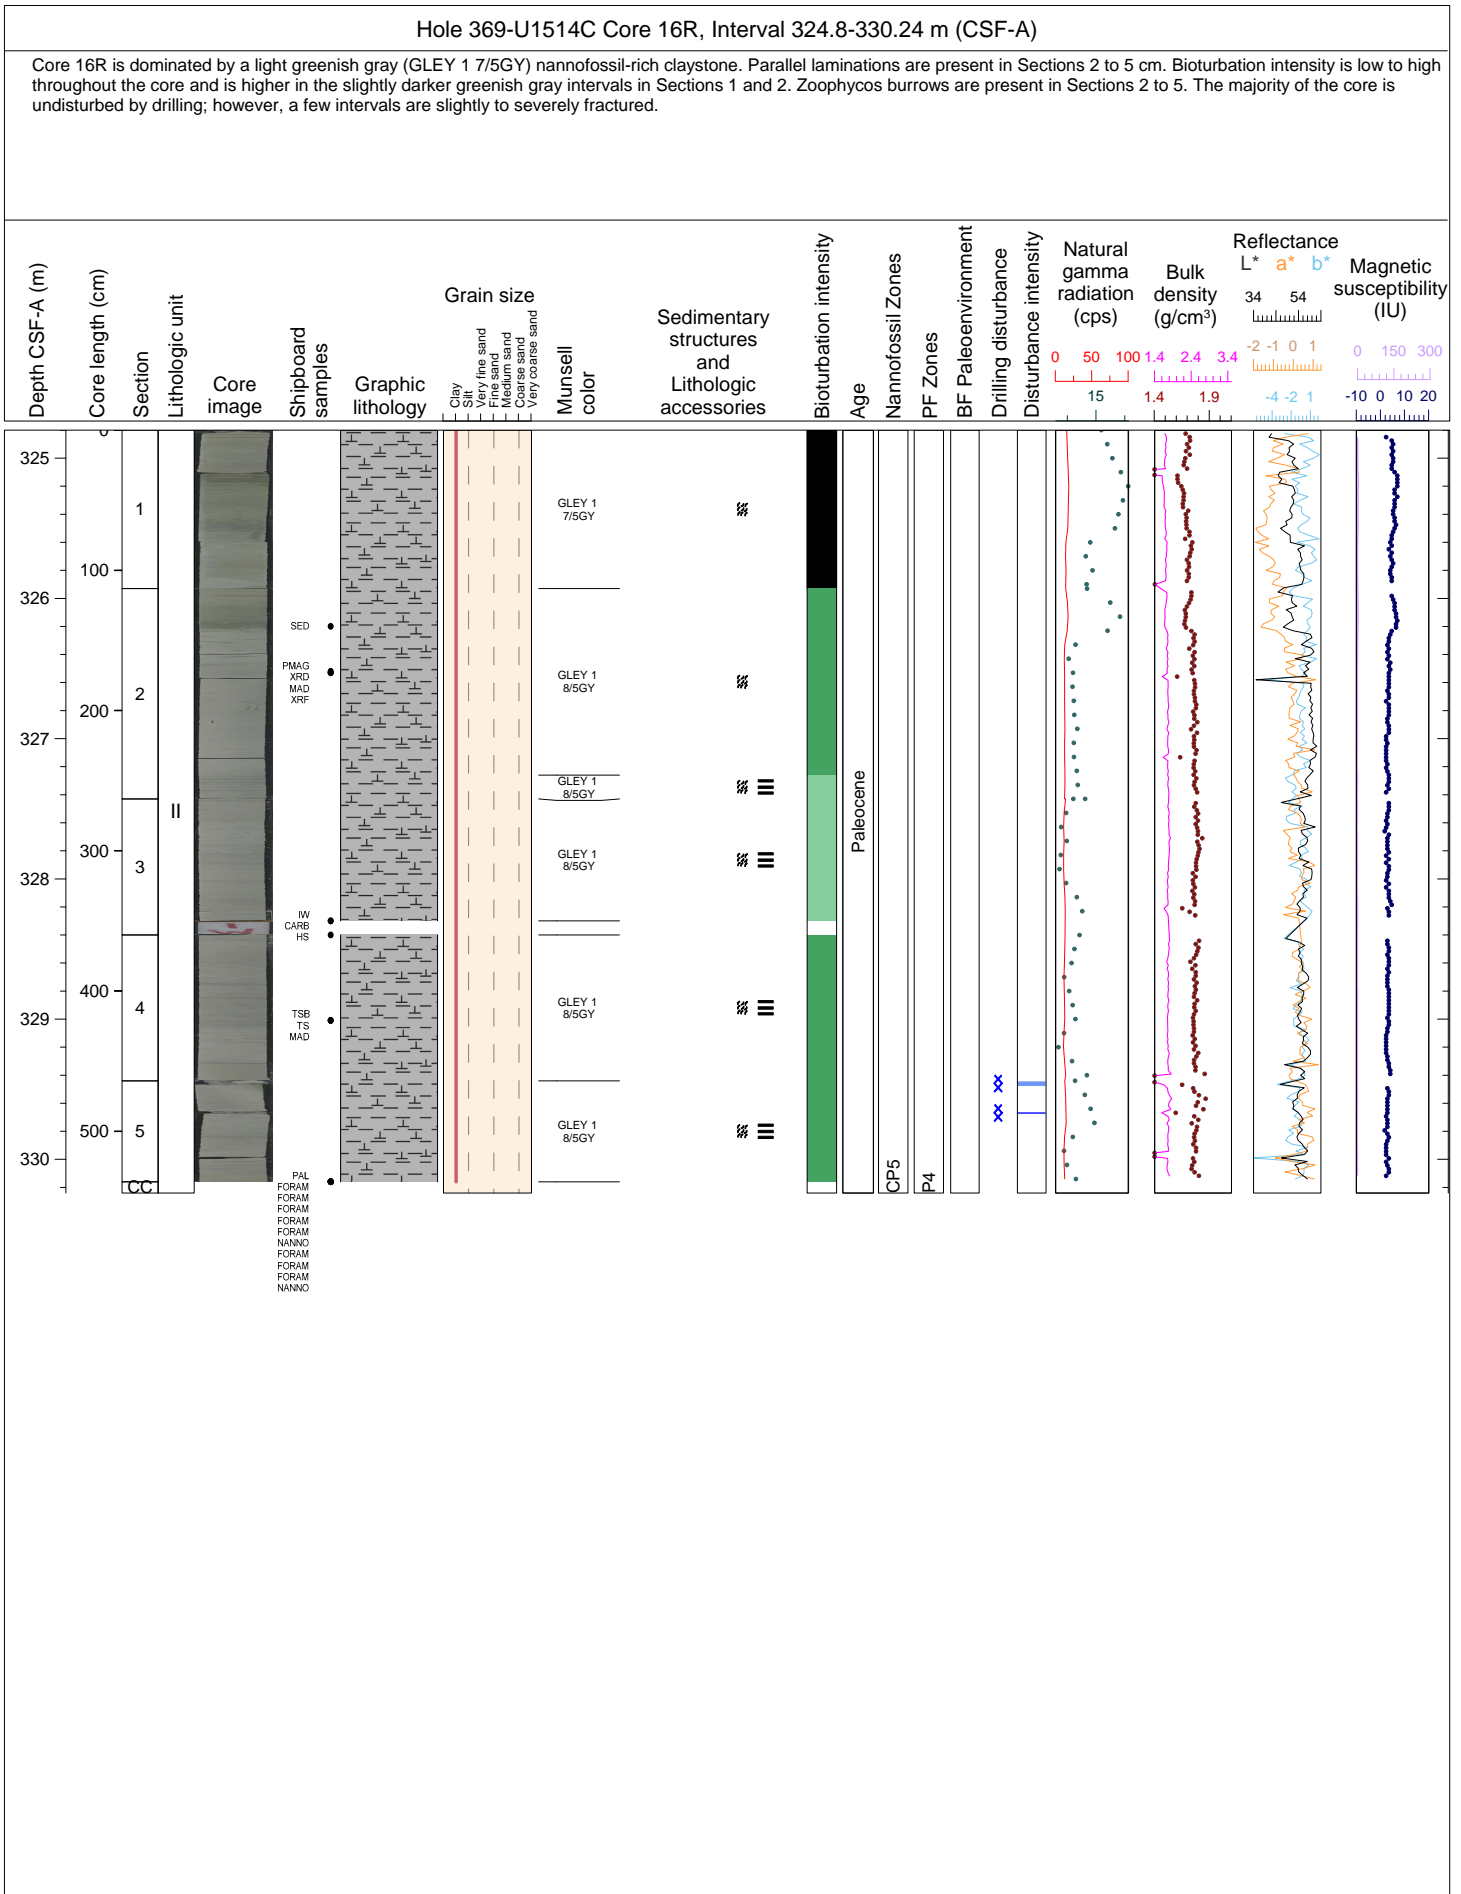 Hole 369-U1514C Core 16R, Interval 324.8-330.24 m (CSF-A)
Core 16R is dominated by a light greenish gray (GLEY 1 7/5GY) nannofossil-rich claystone. Parallel laminations are present in Sections 2 to 5 cm. Bioturbation intensity is low to high
throughout the core and is higher in the slightly darker greenish gray intervals in Sections 1 and 2. Zoophycos burrows are present in Sections 2 to 5. The majority of the core is
undisturbed by drilling; however, a few intervals are slightly to severely fractured.
Depth CSF-A (m)
Core length (cm)
Section
Lithologic unit
Core
image
Shipboard
samples
Graphic
lithology
Grain size
Clay
Silt
Very fine sand
Fine sand
Medium sand
Coarse sand
Very coarse sand
Munsell
color
Sedimentary
structures
and
Lithologic
accessories
Bioturbation intensity
Age
Nannofossil Zones
PF Zones
BF Paleoenvironment
Drilling disturbance
Disturbance intensity
Natural
gamma
radiation
(cps)
0 50 100
15
Bulk
density
(g/cm³)
1.4 2.4 3.4
1.4 1.9
Reflectance
L* a* b*
34 54
-2 -1 0 1
-4 -2 1
Magnetic
susceptibility
(IU)
0 150 300
-10 0 10 20
325
326
327
328
329
330
0
100
200
300
400
500
1
2
3
4
5
CC
II
SED
PMAG
XRD
MAD
XRF
IW
CARB
HS
TSB
TS
MAD
PAL
FORAM
FORAM
FORAM
FORAM
FORAM
NANNO
FORAM
FORAM
FORAM
NANNO
GLEY 1
7/5GY
GLEY 1
8/5GY
GLEY 1
8/5GY
GLEY 1
8/5GY
GLEY 1
8/5GY
GLEY 1
8/5GY
Paleocene
CP5
P4